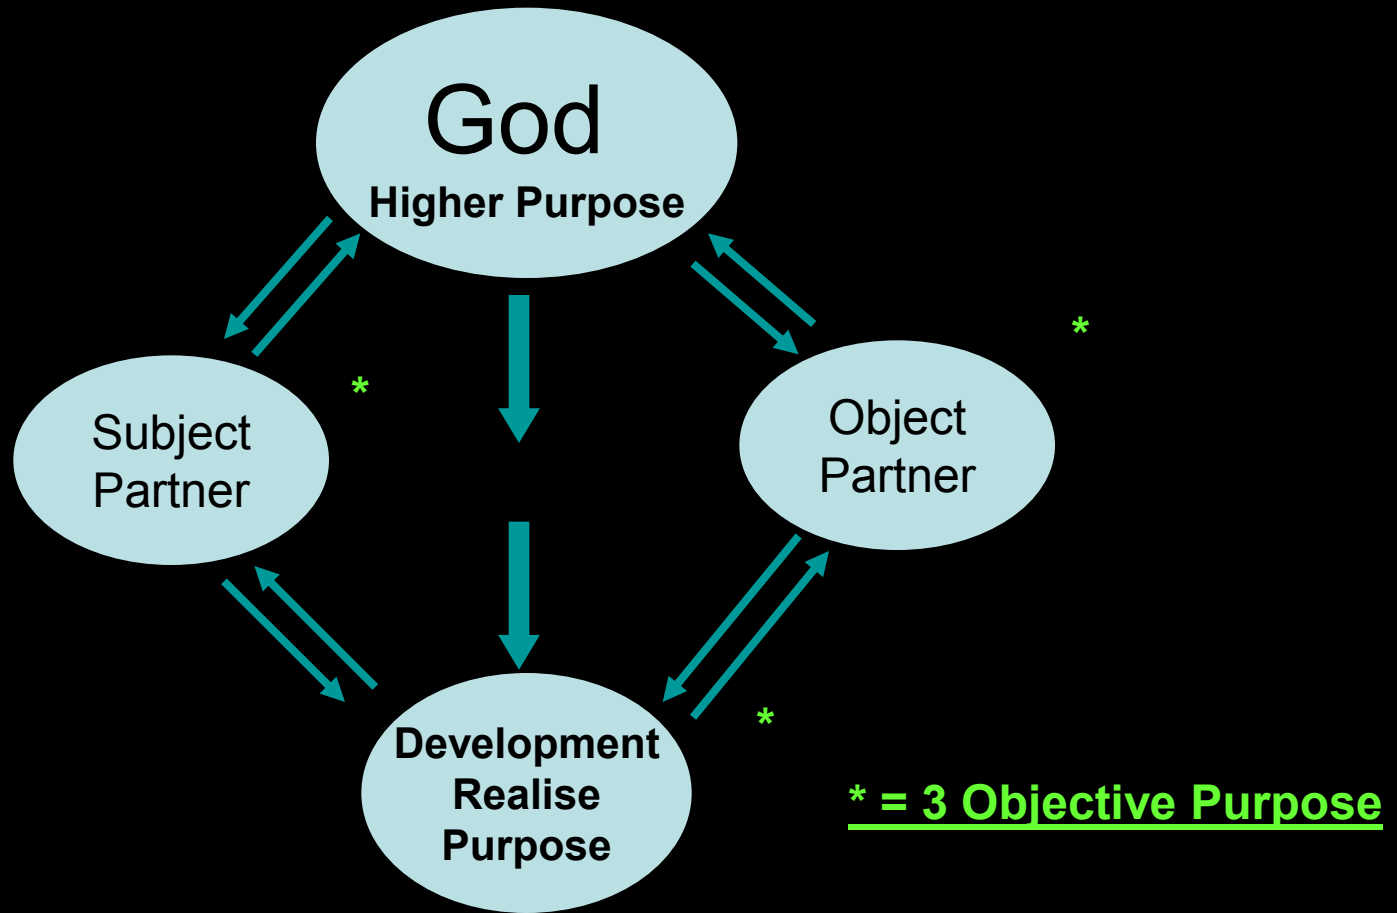 God
Higher Purpose
*
*
Subject
Partner
Object
Partner
*
Development
Realise
Purpose
* = 3 Objective Purpose